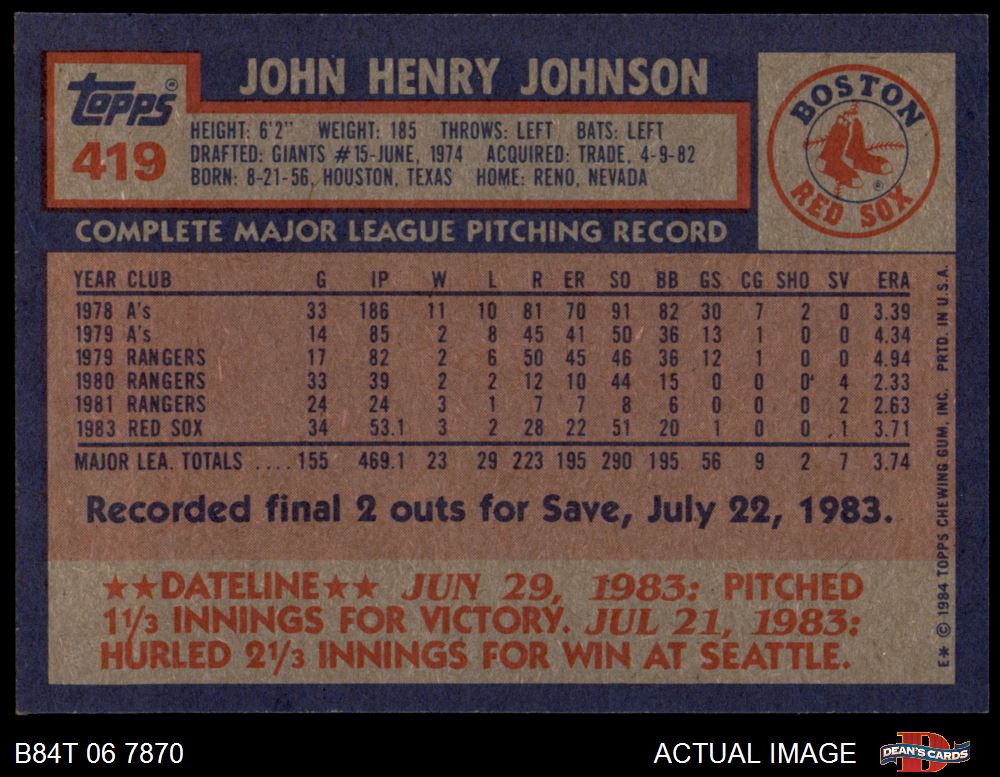 Topps®
419
JOHN HENRY JOHNSON
HEIGHT: 6'2" WEIGHT: 185 THROWS: LEFT BATS: LEFT
DRAFTED: GIANTS #15-JUNE, 1974 ACQUIRED: TRADE, 4-9-82
BORN: 8-21-56, HOUSTON, TEXAS HOME: RENO, NEVADA
BOSTON
RED SOX
®
COMPLETE MAJOR LEAGUE PITCHING RECORD
YEAR CLUB G IP W L R ER SO BB GS CG SHO SV ERA
1978 A's 33 186 11 10 81 70 91 82 30 7 2 0 3.39
1979 A's 14 85 2 8 45 41 50 36 13 1 0 0 4.34
1979 RANGERS 17 82 2 6 50 45 46 36 12 1 0 0 4.94
1980 RANGERS 33 39 2 2 12 10 44 15 0 0 0 4 2.33
1981 RANGERS 24 24 3 1 7 7 8 6 0 0 0 2 2.63
1983 RED SOX 34 53.1 3 2 28 22 51 20 1 0 0 1 3.71
MAJOR LEA. TOTALS ....155 469.1 23 29 223 195 290 195 56 9 2 7 3.74
Recorded final 2 outs for Save, July 22, 1983.
★★DATELINE★★ JUN 29, 1983: PITCHED
1 1/3 INNINGS FOR VICTORY. JUL 21, 1983:
HURLED 2 1/3 INNINGS FOR WIN AT SEATTLE.
E* © 1984 TOPPS CHEWING GUM, INC. PRTD. IN U.S.A.
B84T 06 7870
ACTUAL IMAGE
DEAN'S CARDS